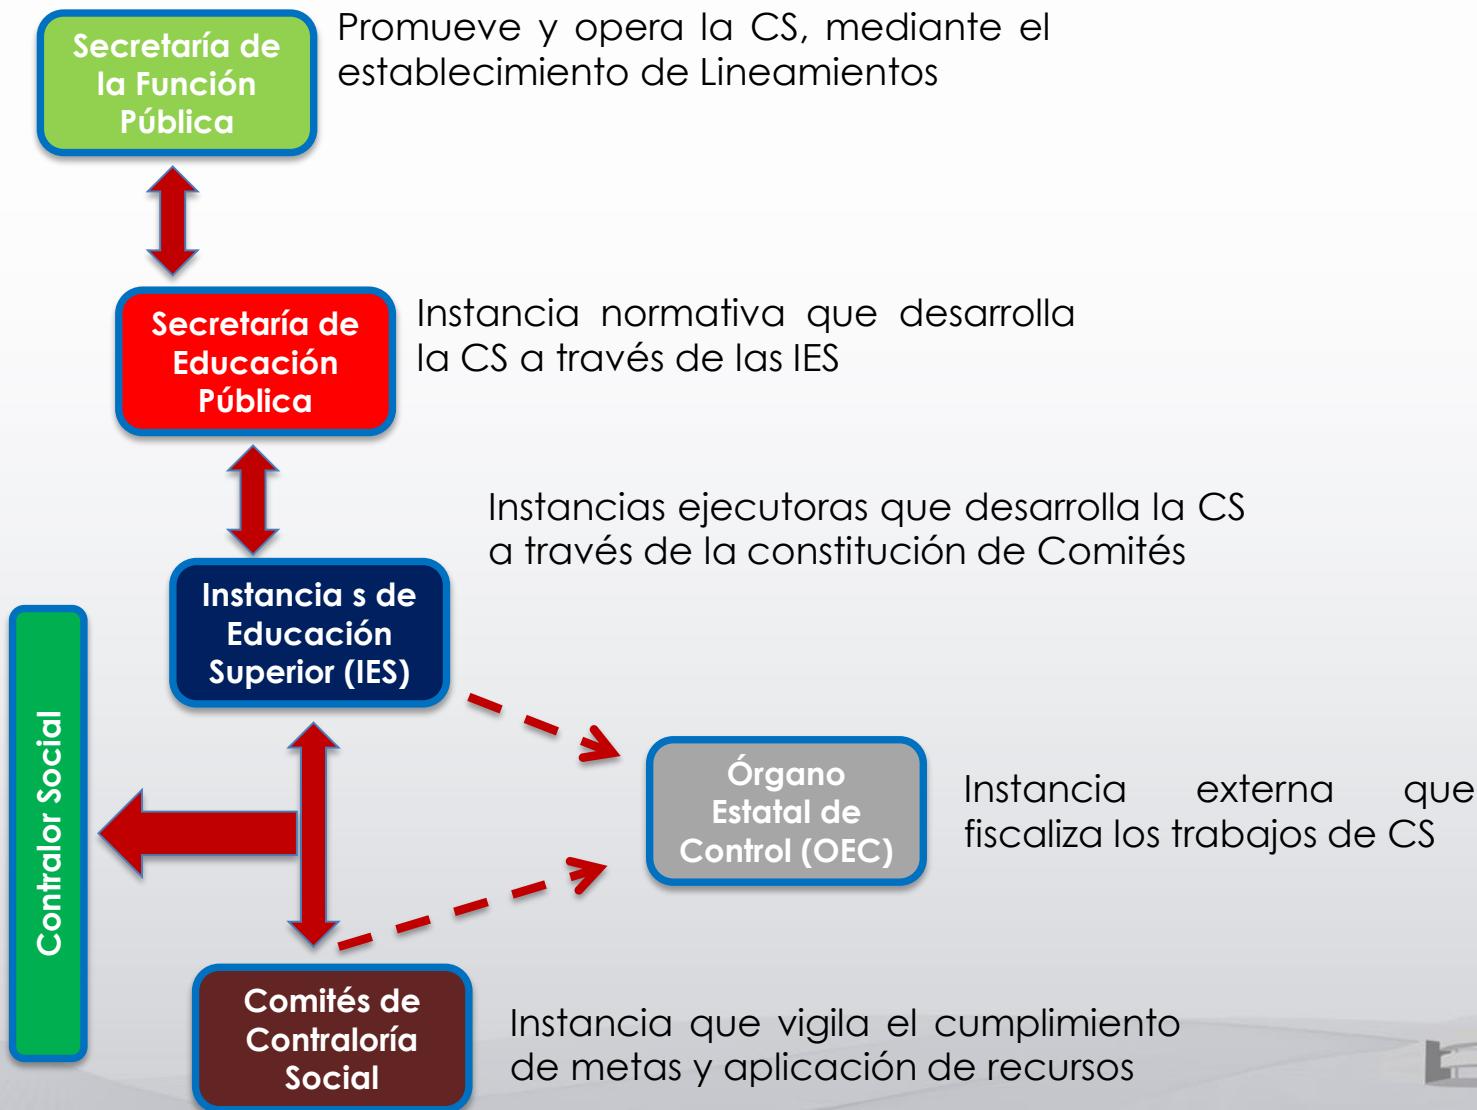 Secretaría de
la Función
Pública
Promueve y opera la CS, mediante el
establecimiento de Lineamientos
Secretaría de
Educación
Pública
Instancia normativa que desarrolla
la CS a través de las IES
Instancias ejecutoras que desarrolla la CS
a través de la constitución de Comités
Instancia s de
Educación
Superior (IES)
Contralor Social
Órgano
Estatal de
Control (OEC)
Instancia externa que
fiscaliza los trabajos de CS
Comités de
Contraloría
Social
Instancia que vigila el cumplimiento
de metas y aplicación de recursos